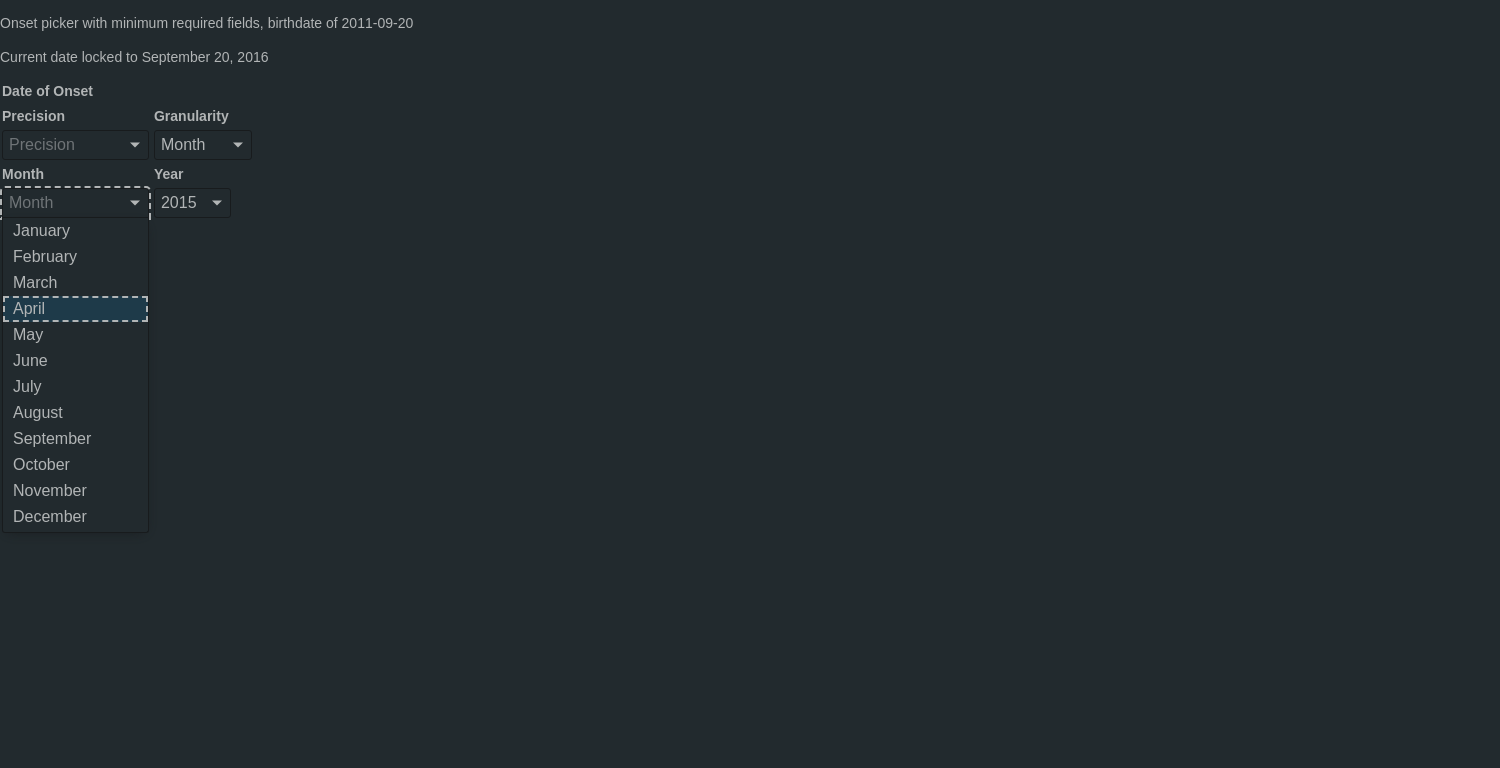 Onset picker with minimum required fields, birthdate of 2011-09-20
Current date locked to September 20, 2016
Date of Onset
Precision Granularity
Precision Month
Month Year
Month 2015
January
February
March
April
May
June
July
August
September
October
November
December